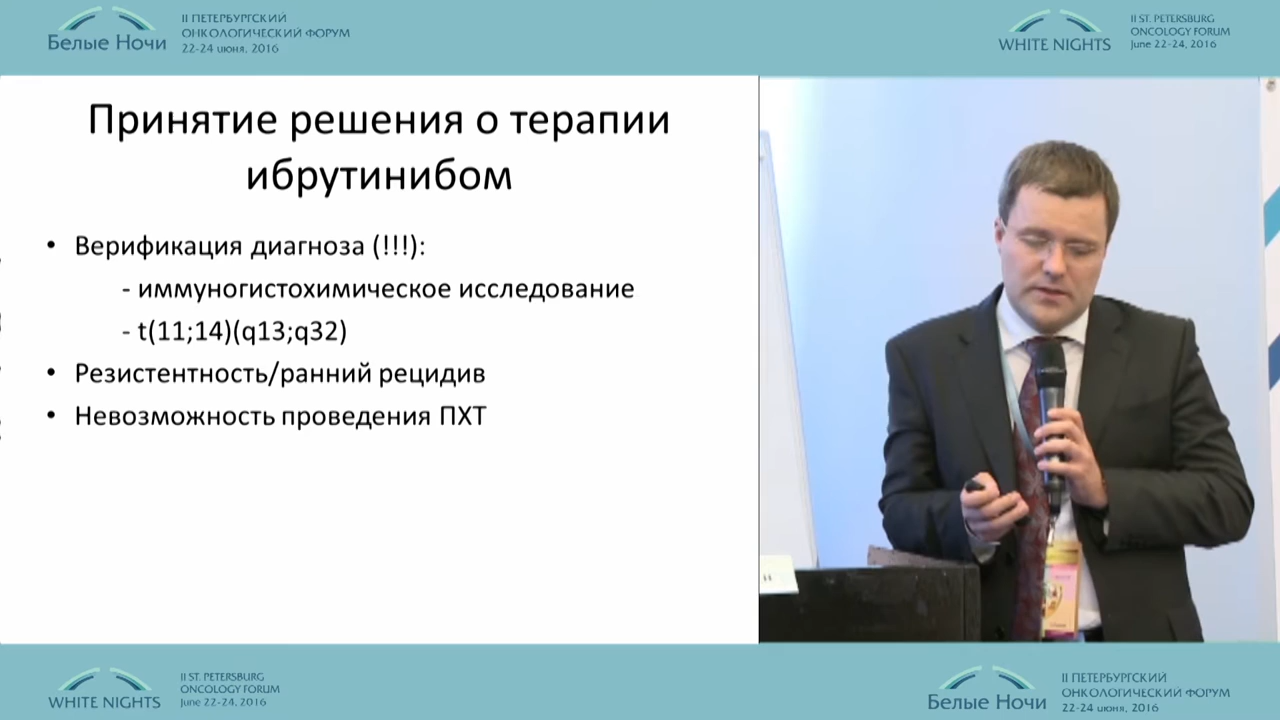 Белые Ночи
II ПЕТЕРБУРГСКИЙ
ОНКОЛОГИЧЕСКИЙ ФОРУМ
22-24 июня, 2016
WHITE NIGHTS
II ST. PETERSBURG
ONCOLOGY FORUM
June 22-24, 2016
Принятие решения о терапии
ибрутинибом
• Верификация диагноза (!!!):
- иммуногистохимическое исследование
- t(11;14)(q13;q32)
• Резистентность/ранний рецидив
• Невозможность проведения ПХТ
WHITE NIGHTS
II ST. PETERSBURG
ONCOLOGY FORUM
June 22-24, 2016
Белые Ночи
II ПЕТЕРБУРГСКИЙ
ОНКОЛОГИЧЕСКИЙ ФОРУМ
22-24 июня, 2016